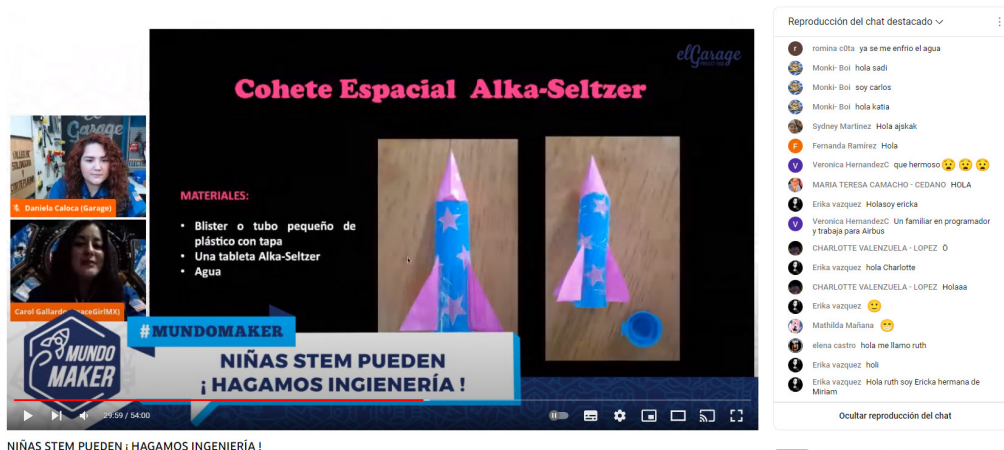 elGarage
Cohete Espacial Alka-Seltzer
MATERIALES:
• Blister o tubo pequeño de
plástico con tapa
• Una tableta Alka-Seltzer
• Agua
Garage
Daniela Caloca (Garage)
Carol Gallardo
aceGirlMX)
#MUNDOMAKER
MUNDO
MAKER
NIÑAS STEM PUEDEN
¡ HAGAMOS INGIENERÍA !
29:59 / 54:00
NIÑAS STEM PUEDEN ¡ HAGAMOS INGENIERÍA !
Reproducción del chat destacado
r romina c0ta ya se me enfrio el agua
Monki- Boi hola sadi
Monki- Boi soy carlos
Monki- Boi hola katia
Sydney Martinez Hola ajskak
F Fernanda Ramírez Hola
V Veronica HernandezC que hermoso 😧 😧 😧
MARIA TERESA CAMACHO - CEDANO HOLA
Erika vazquez Holasoy ericka
V Veronica HernandezC Un familiar en programador
y trabaja para Airbus
CHARLOTTE VALENZUELA - LOPEZ Ö
Erika vazquez hola Charlotte
CHARLOTTE VALENZUELA - LOPEZ Holaaa
Erika vazquez 🙂
Mathilda Mañana 😁
elena castro hola me llamo ruth
Erika vazquez holi
Erika vazquez Hola ruth soy Ericka hermana de
Miriam
Ocultar reproducción del chat